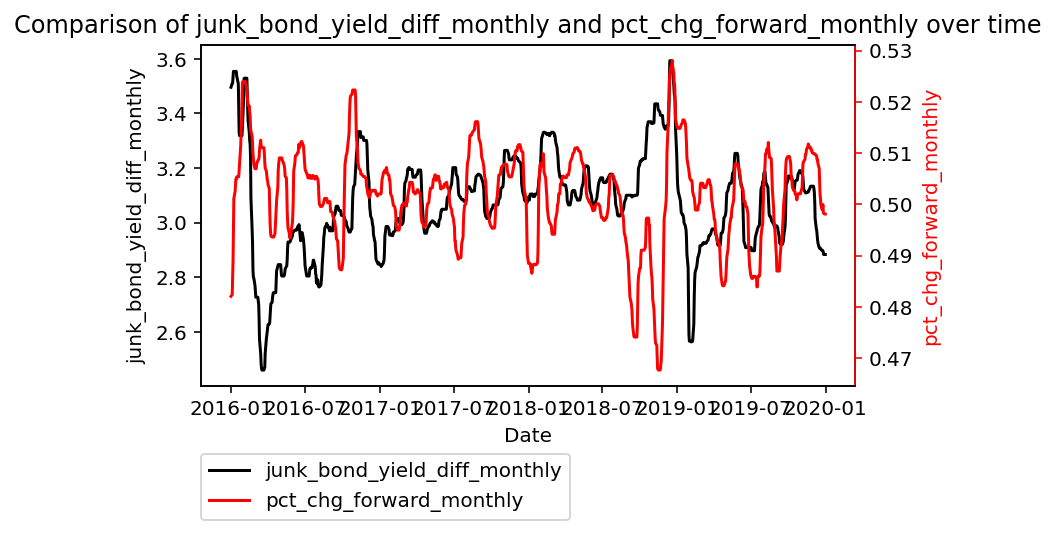 Comparison of junk_bond_yield_diff_monthly and pct_chg_forward_monthly over time
junk_bond_yield_diff_monthly
3.6
3.4
3.2
3.0
2.8
2.6
0.53
0.52
0.51
0.50
0.49
0.48
0.47
pct_chg_forward_monthly
2016-01 2016-07 2017-01 2017-07 2018-01 2018-07 2019-01 2019-07 2020-01
Date
junk_bond_yield_diff_monthly
pct_chg_forward_monthly